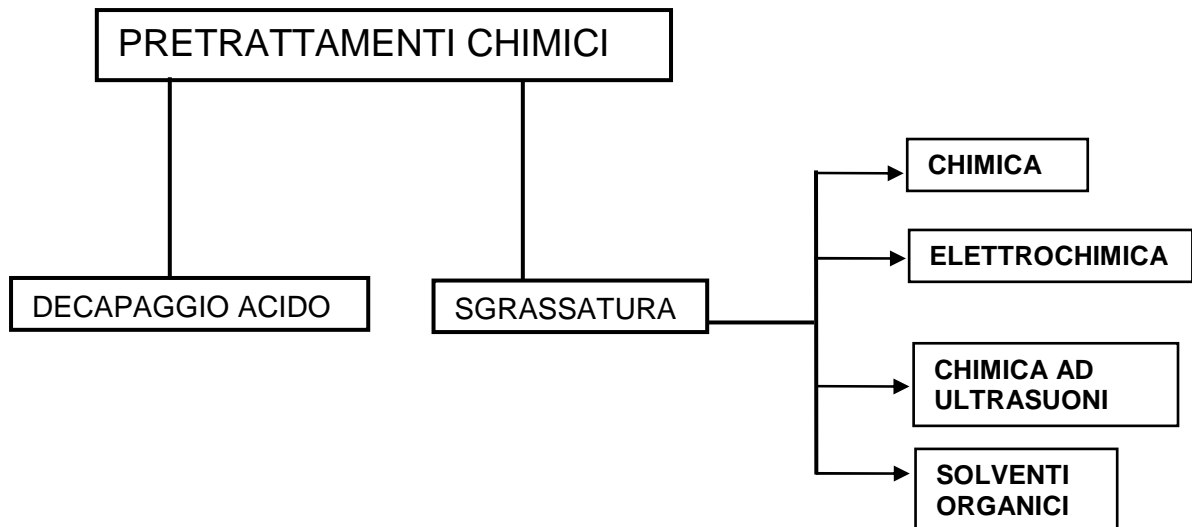 PRETRATTAMENTI CHIMICI
DECAPAGGIO ACIDO
SGRASSATURA
CHIMICA
ELETTROCHIMICA
CHIMICA AD
ULTRASUONI
SOLVENTI
ORGANICI